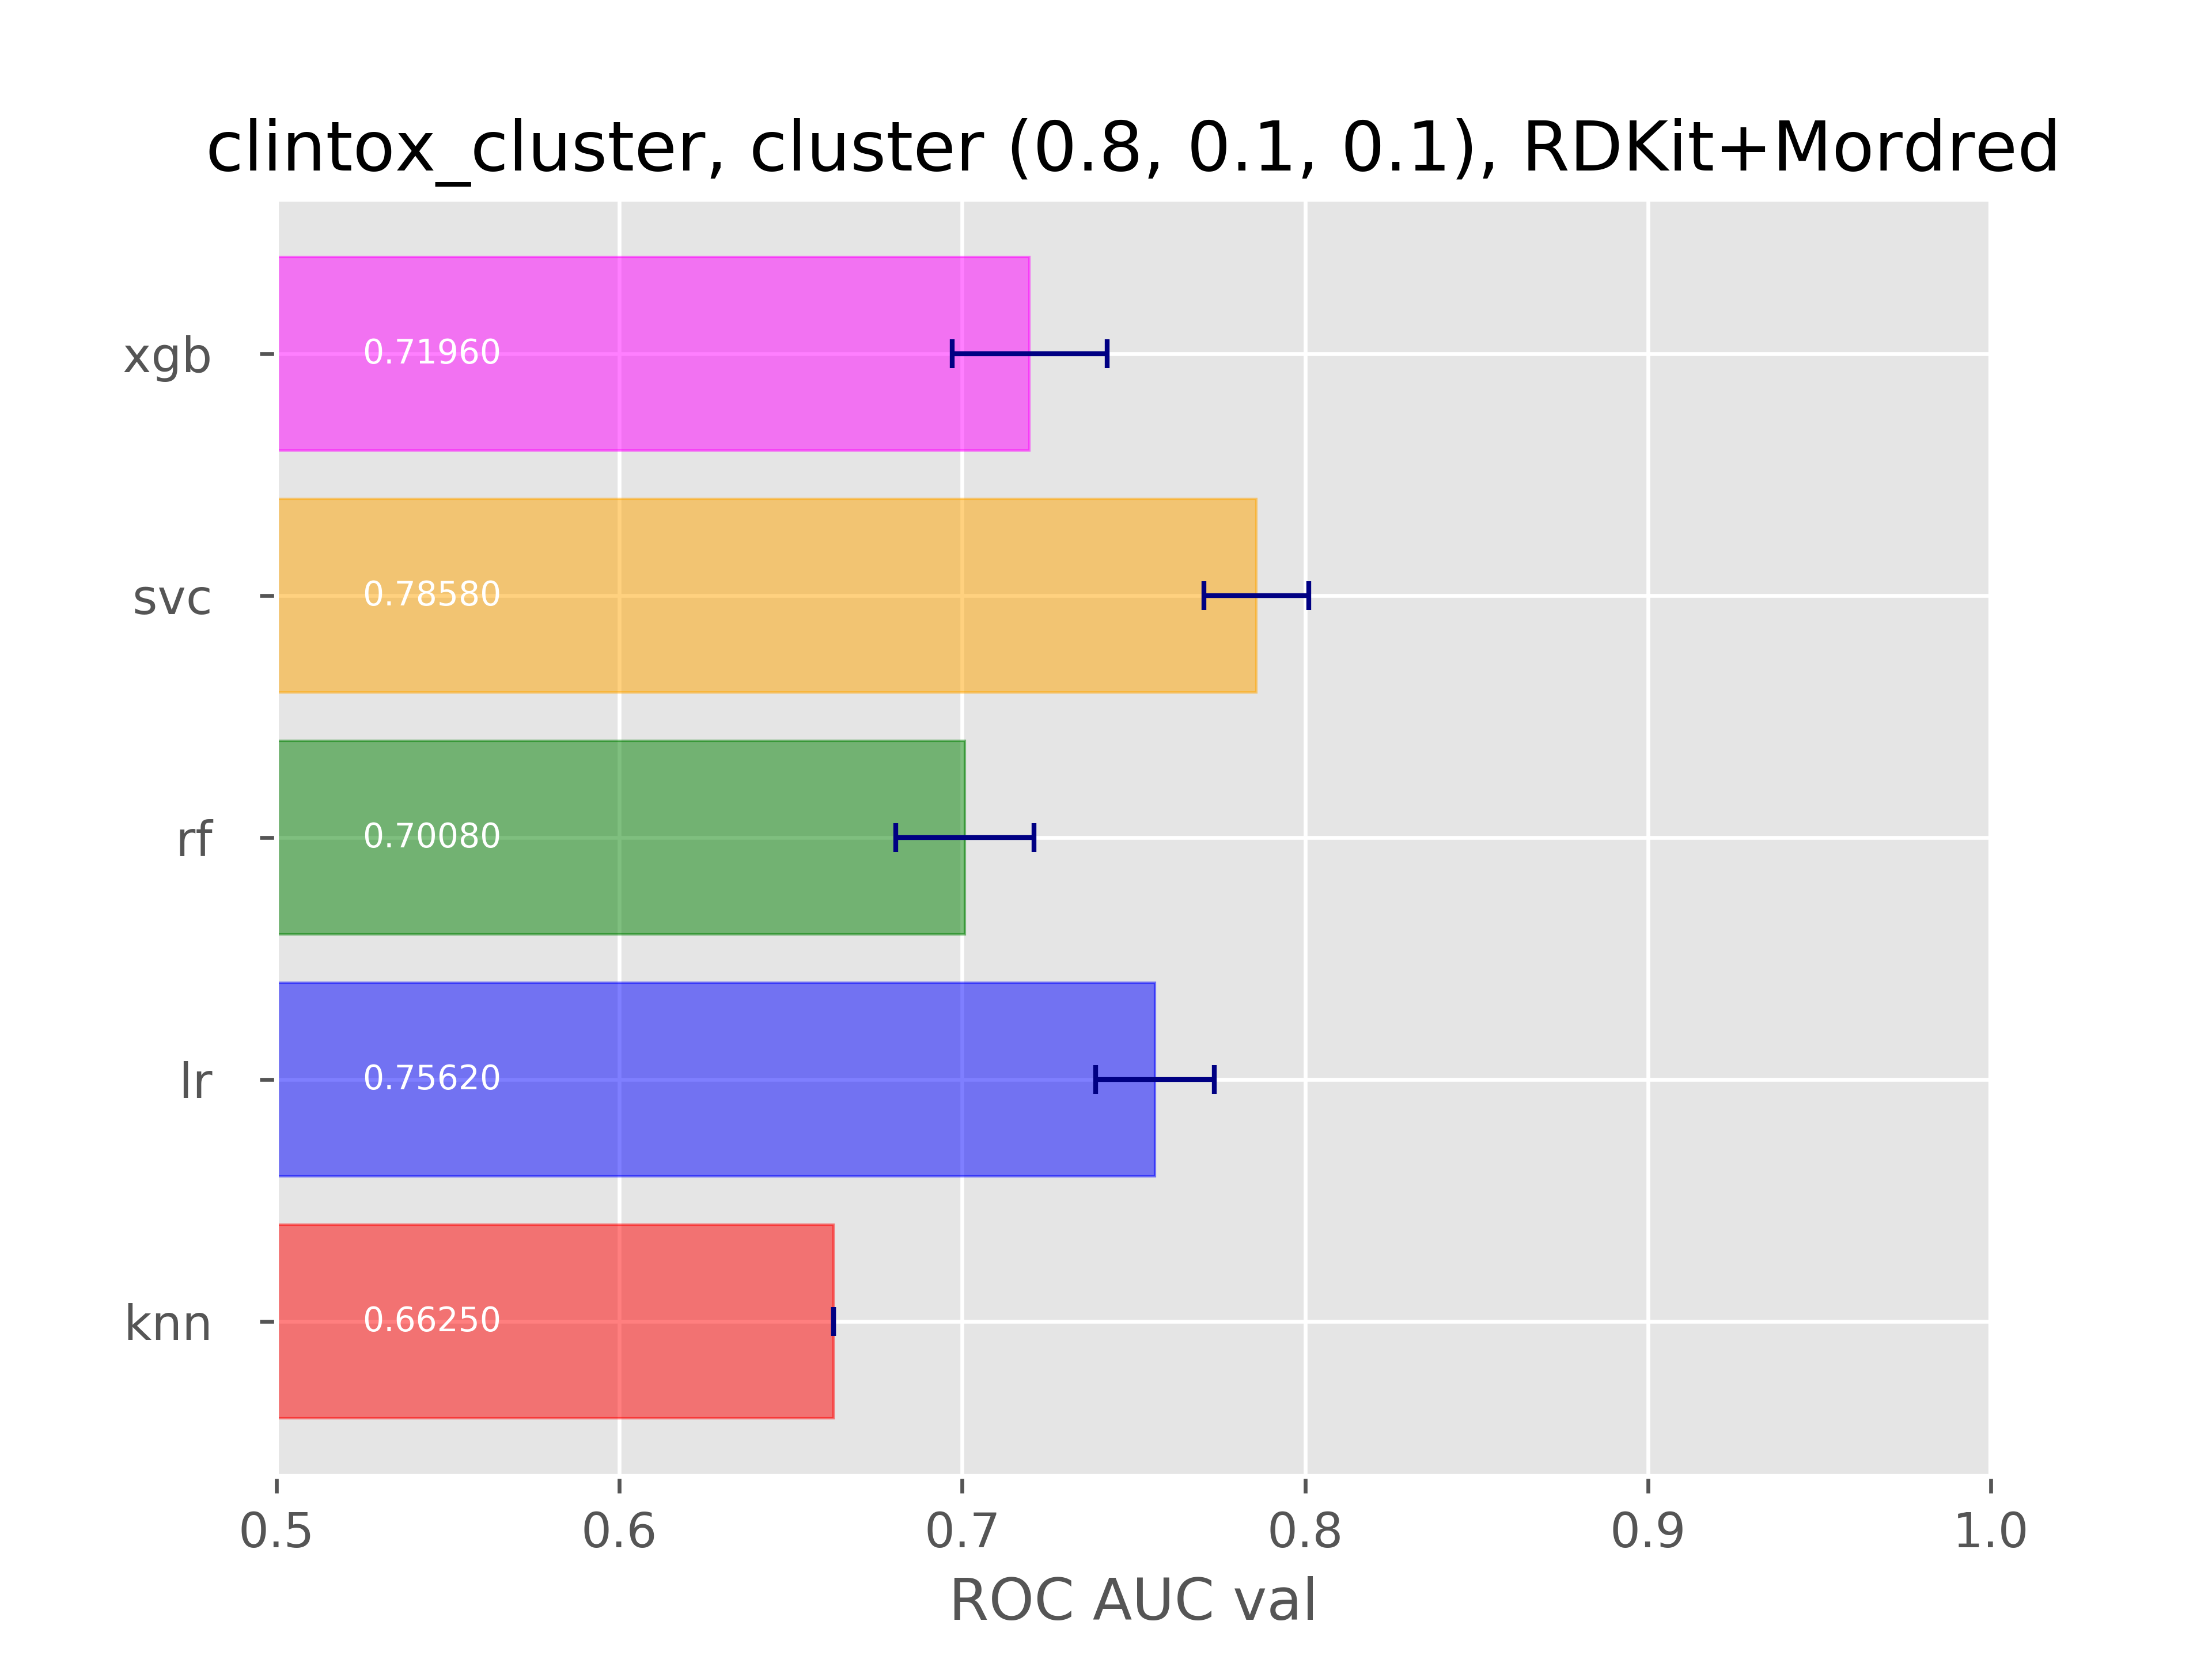 clintox_cluster, cluster (0.8, 0.1, 0.1), RDKit+Mordred
xgb
0.71960
svc
0.78580
rf
0.70080
lr
0.75620
knn
0.66250
0.5 0.6 0.7 0.8 0.9 1.0
ROC AUC val